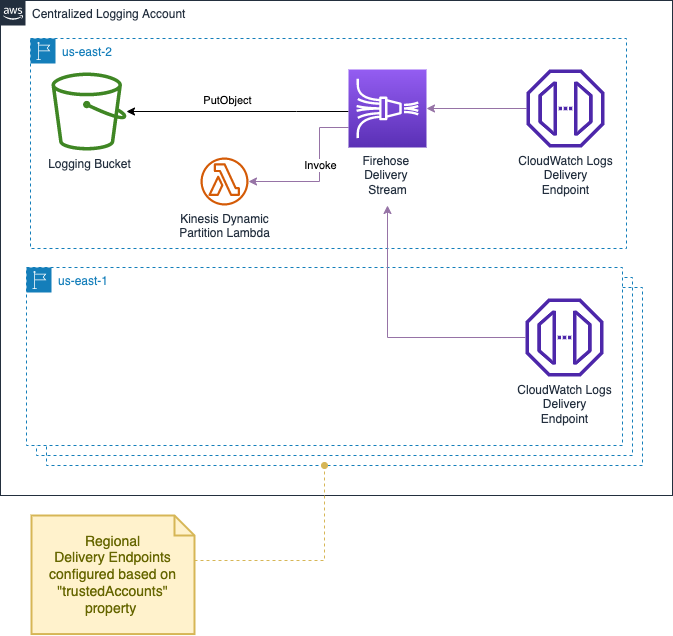 aws
Centralized Logging Account
us-east-2
PutObject
Logging Bucket
Invoke
Kinesis Dynamic
Partition Lambda
Firehose
Delivery
Stream
CloudWatch Logs
Delivery
Endpoint
us-east-1
CloudWatch Logs
Delivery
Endpoint
Regional
Delivery Endpoints
configured based on
"trustedAccounts"
property